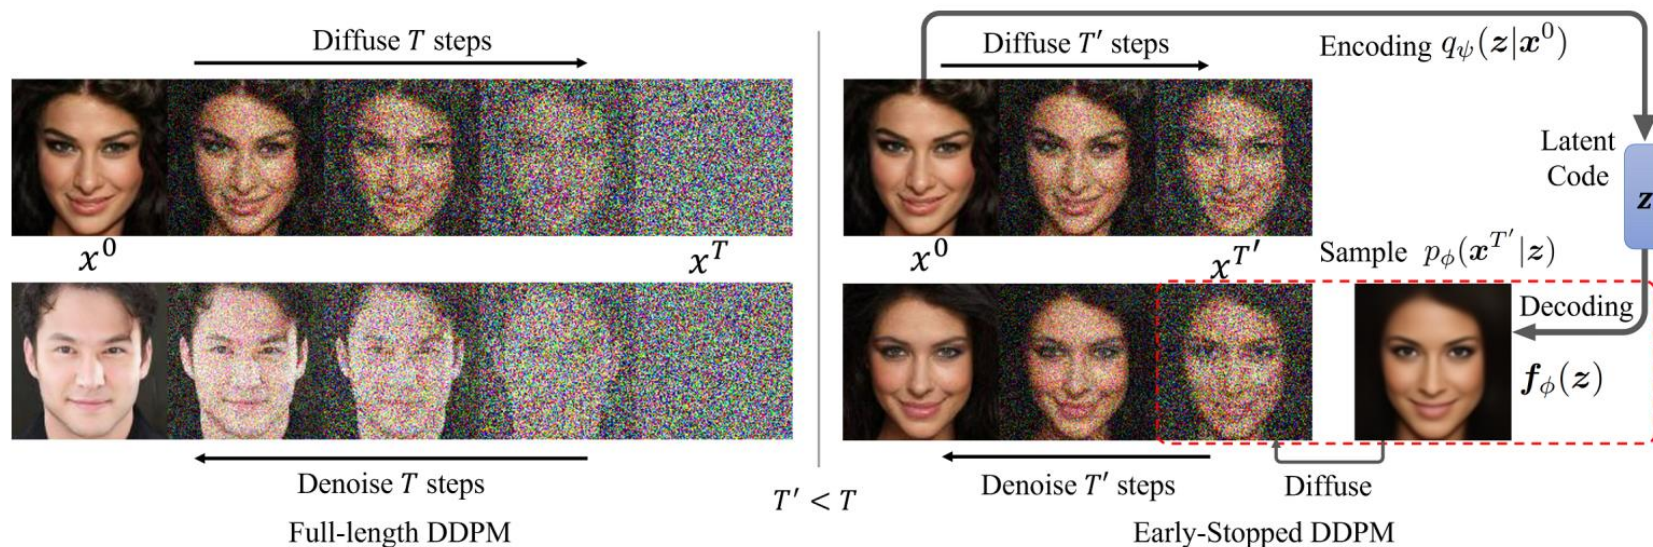 Diffuse T steps
x^0
x^T
Denoise T steps
Full-length DDPM
T′ < T
Diffuse T′ steps
Encoding q_ψ(z|x^0)
Latent
Code
z
x^0
x^{T′}
Sample p_ϕ(x^{T′}|z)
Decoding
f_ϕ(z)
Denoise T′ steps
Diffuse
Early-Stopped DDPM